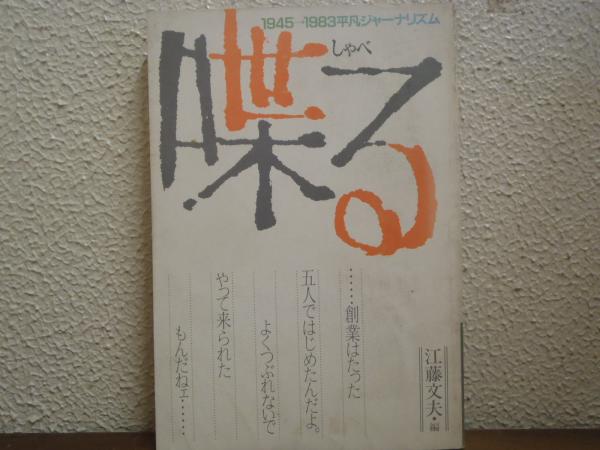 1945→1983平凡ジャーナリズム
しゃべ
喋る
……創業はたった
五人ではじめたんだよ。
よくつぶれないで
やって来られた
もんだねェ……
江藤文夫・編